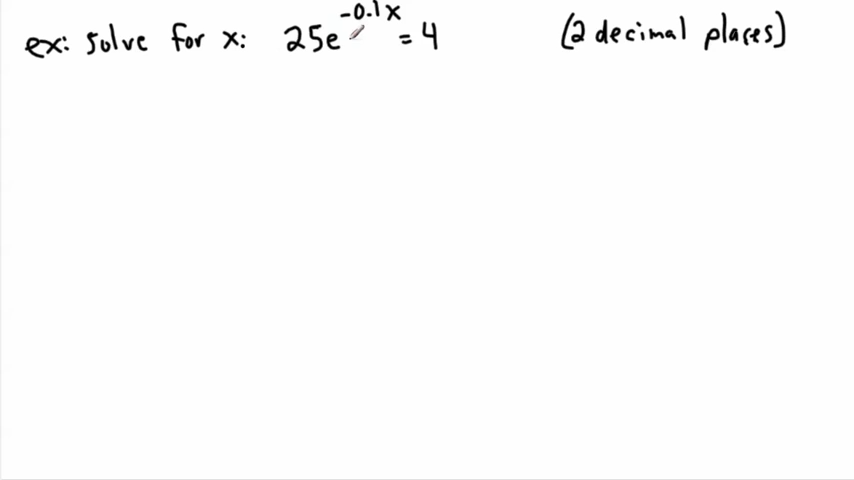 ex: solve for x: 25e^{-0.1x} = 4 (2 decimal places)